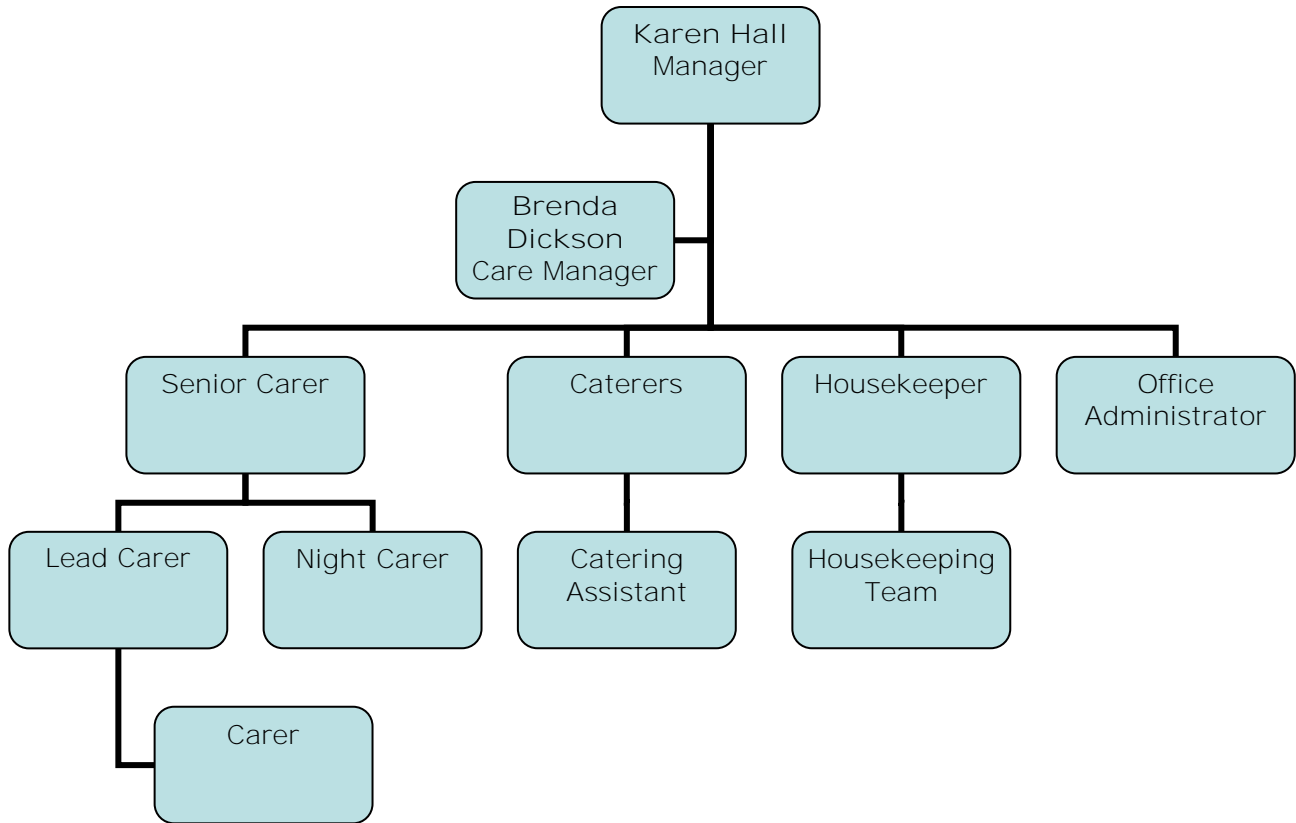 Karen Hall
Manager
Brenda
Dickson
Care Manager
Senior Carer
Caterers
Housekeeper
Office
Administrator
Lead Carer
Night Carer
Catering
Assistant
Housekeeping
Team
Carer